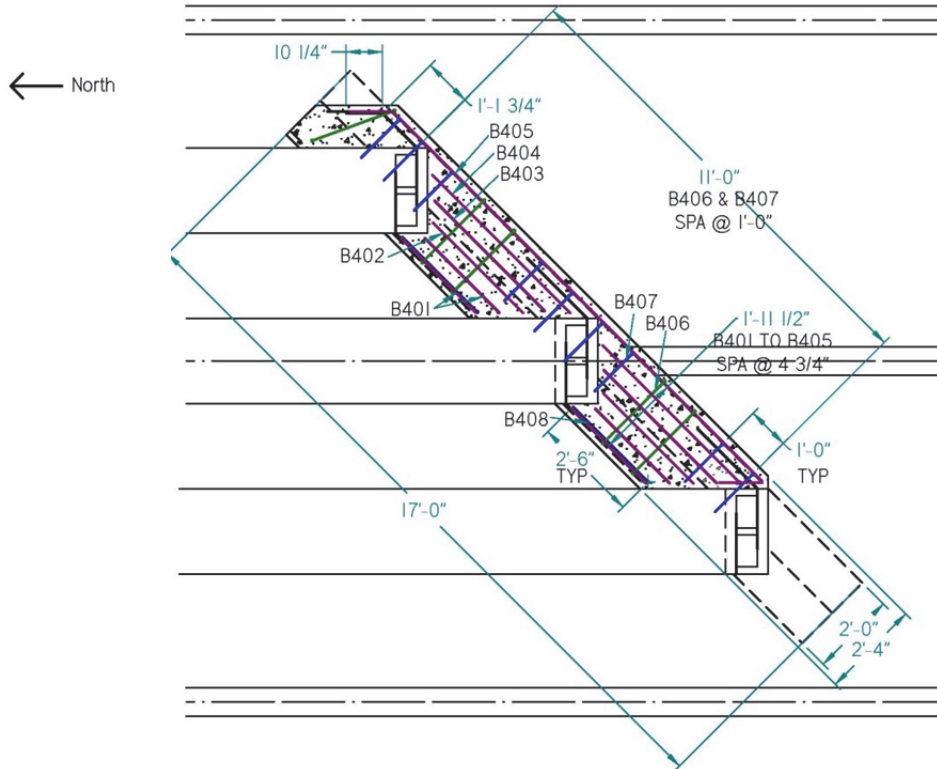 10 1/4"
North
1'-1 3/4"
B405
B404
B403
11'-0"
B406 & B407
SPA @ 1'-0"
B402
B401
B407
B406
1'-11 1/2"
B401 TO B405
SPA @ 4 3/4"
B408
2'-6"
TYP
1'-0"
TYP
17'-0"
2'-0"
2'-4"